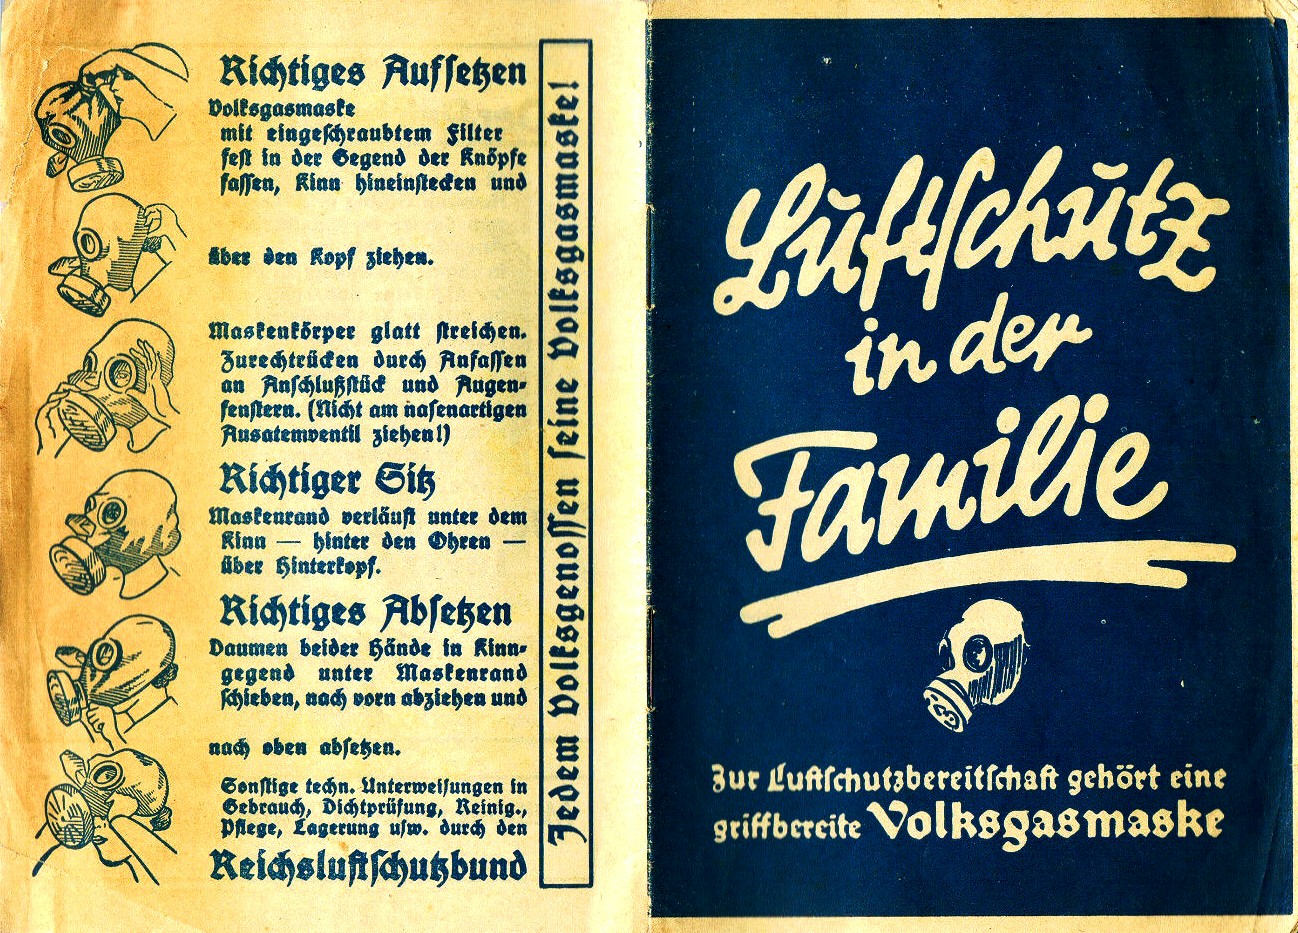 Richtiges Aufsetzen
Volksgasmaske
mit eingeschraubtem Filter
fest in der Gegend der Knöpfe
fassen, Kinn hineinstecken und
über den Kopf ziehen.
Maskenkörper glatt streichen.
Zurechtrücken durch Anfassen
an Anschlußstück und Augen-
fenstern. (Nicht am nasenartigen
Ausatemventil ziehen!)
Richtiger Sitz
Maskenrand verläuft unter dem
Kinn — hinter den Ohren —
über Hinterkopf.
Richtiges Absetzen
Daumen beider Hände in Kinn-
gegend unter Maskenrand
schieben, nach vorn abziehen und
nach oben absetzen.
Sonstige techn. Unterweisungen in
Gebrauch, Dichtprüfung, Reinig.,
Pflege, Lagerung usw. durch den
Reichsluftschutzbund
Jedem Volksgenossen seine Volksgasmaske!
Luftschutz
in der
Familie
Zur Luftschutzbereitschaft gehört eine
griffbereite Volksgasmaske